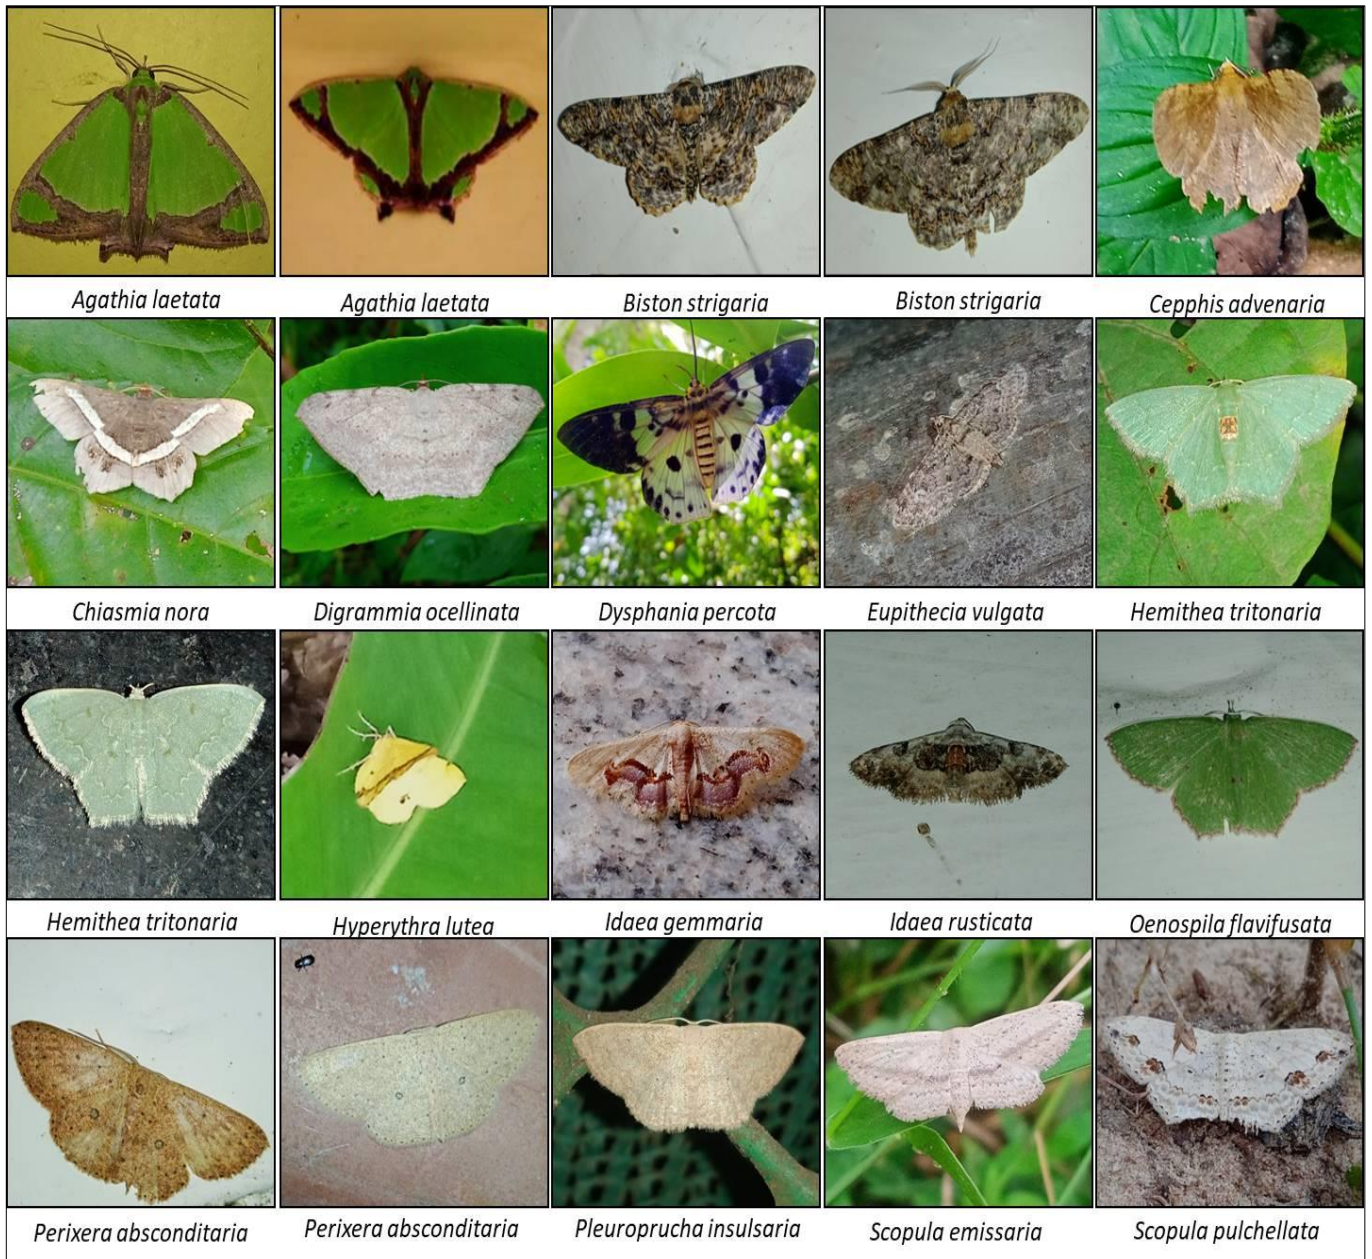 Agathia laetata
Agathia laetata
Biston strigaria
Biston strigaria
Cepphis advenaria
Chiasmia nora
Digrammia ocellinata
Dysphania percota
Eupithecia vulgata
Hemithea tritonaria
Hemithea tritonaria
Hyperythra lutea
Idaea gemmaria
Idaea rusticata
Oenospila flavifusata
Perixera absconditaria
Perixera absconditaria
Pleuroprucha insulsaria
Scopula emissaria
Scopula pulchellata